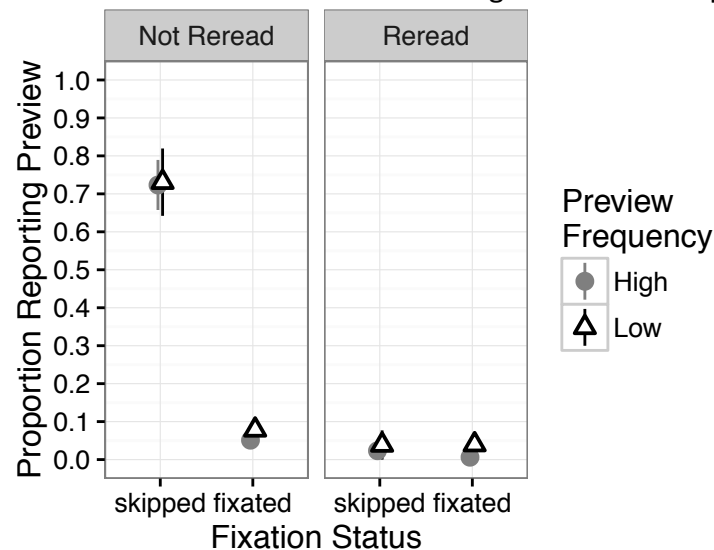 Not Reread
Reread
Proportion Reporting Preview
1.0
0.9
0.8
0.7
0.6
0.5
0.4
0.3
0.2
0.1
0.0
skipped fixated
skipped fixated
Fixation Status
Preview
Frequency
High
Low